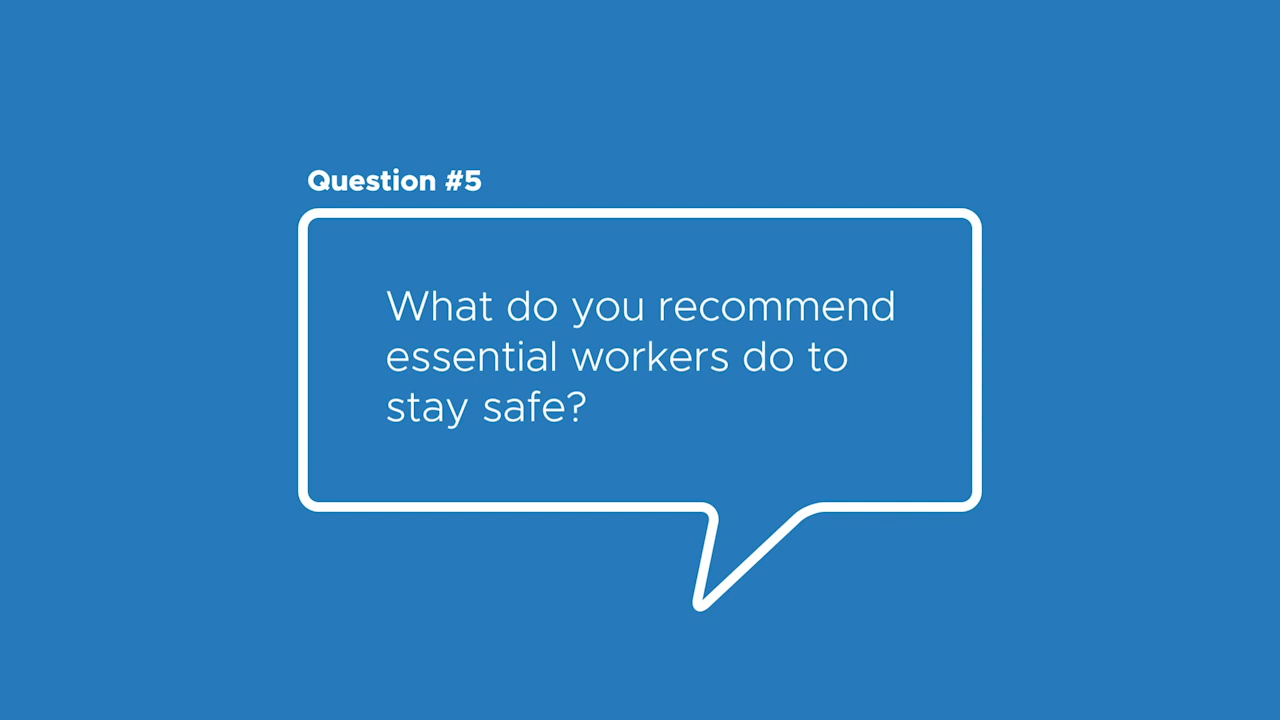 Question #5
What do you recommend
essential workers do to
stay safe?